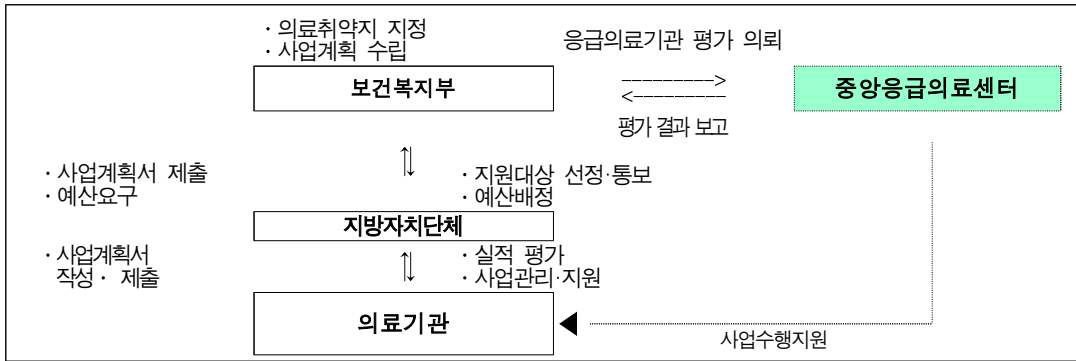 · 의료취약지 지정
· 사업계획 수립
응급의료기관 평가 의뢰
보건복지부
--------->
<---------
중앙응급의료센터
평가 결과 보고
· 사업계획서 제출
· 예산요구
⇅
· 지원대상 선정·통보
· 예산배정
지방자치단체
· 사업계획서
작성· 제출
⇅
· 실적 평가
· 사업관리·지원
의료기관
사업수행지원